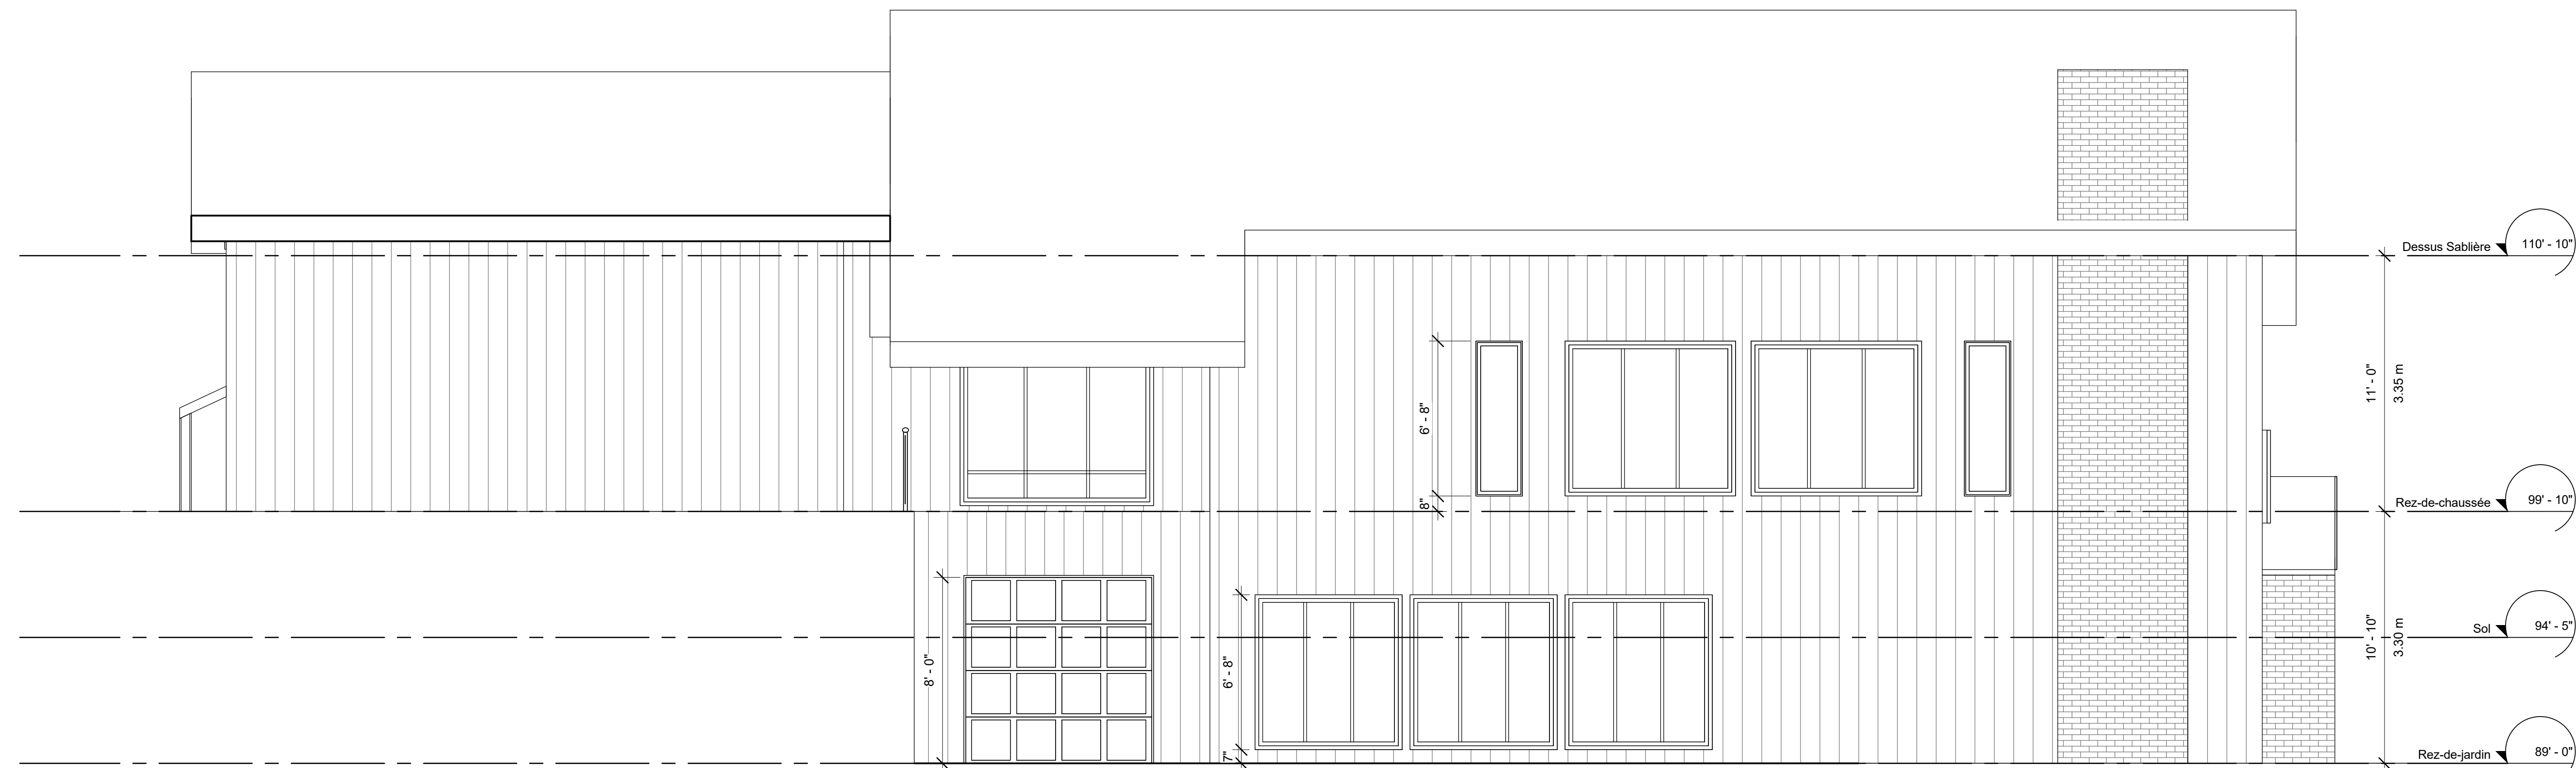 Dessus Sablière 110' - 10"
11' - 0"
3.35 m
6' - 8"
8"
Rez-de-chaussée 99' - 10"
10' - 10"
3.30 m
8' - 0"
6' - 8"
7"
Sol 94' - 5"
Rez-de-jardin 89' - 0"